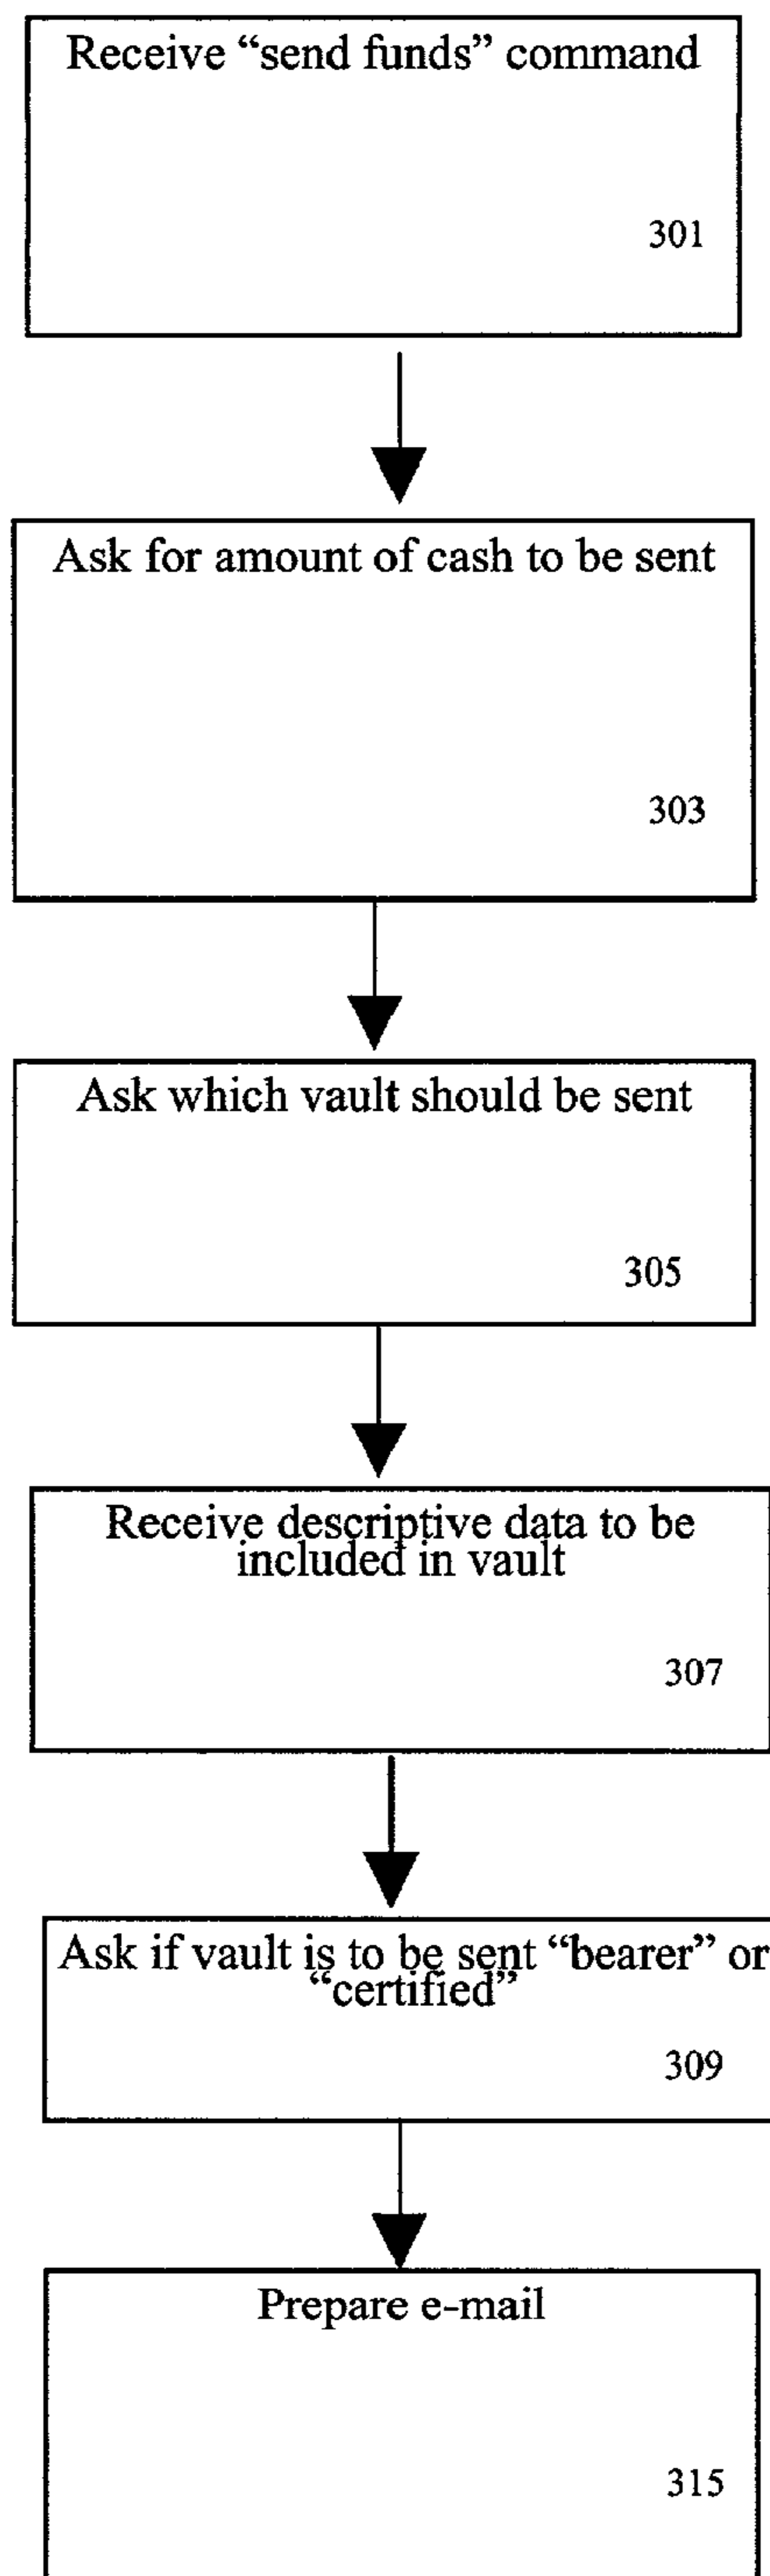 Receive “send funds” command
301
Ask for amount of cash to be sent
303
Ask which vault should be sent
305
Receive descriptive data to be
included in vault
307
Ask if vault is to be sent “bearer” or
“certified”
309
Prepare e-mail
315